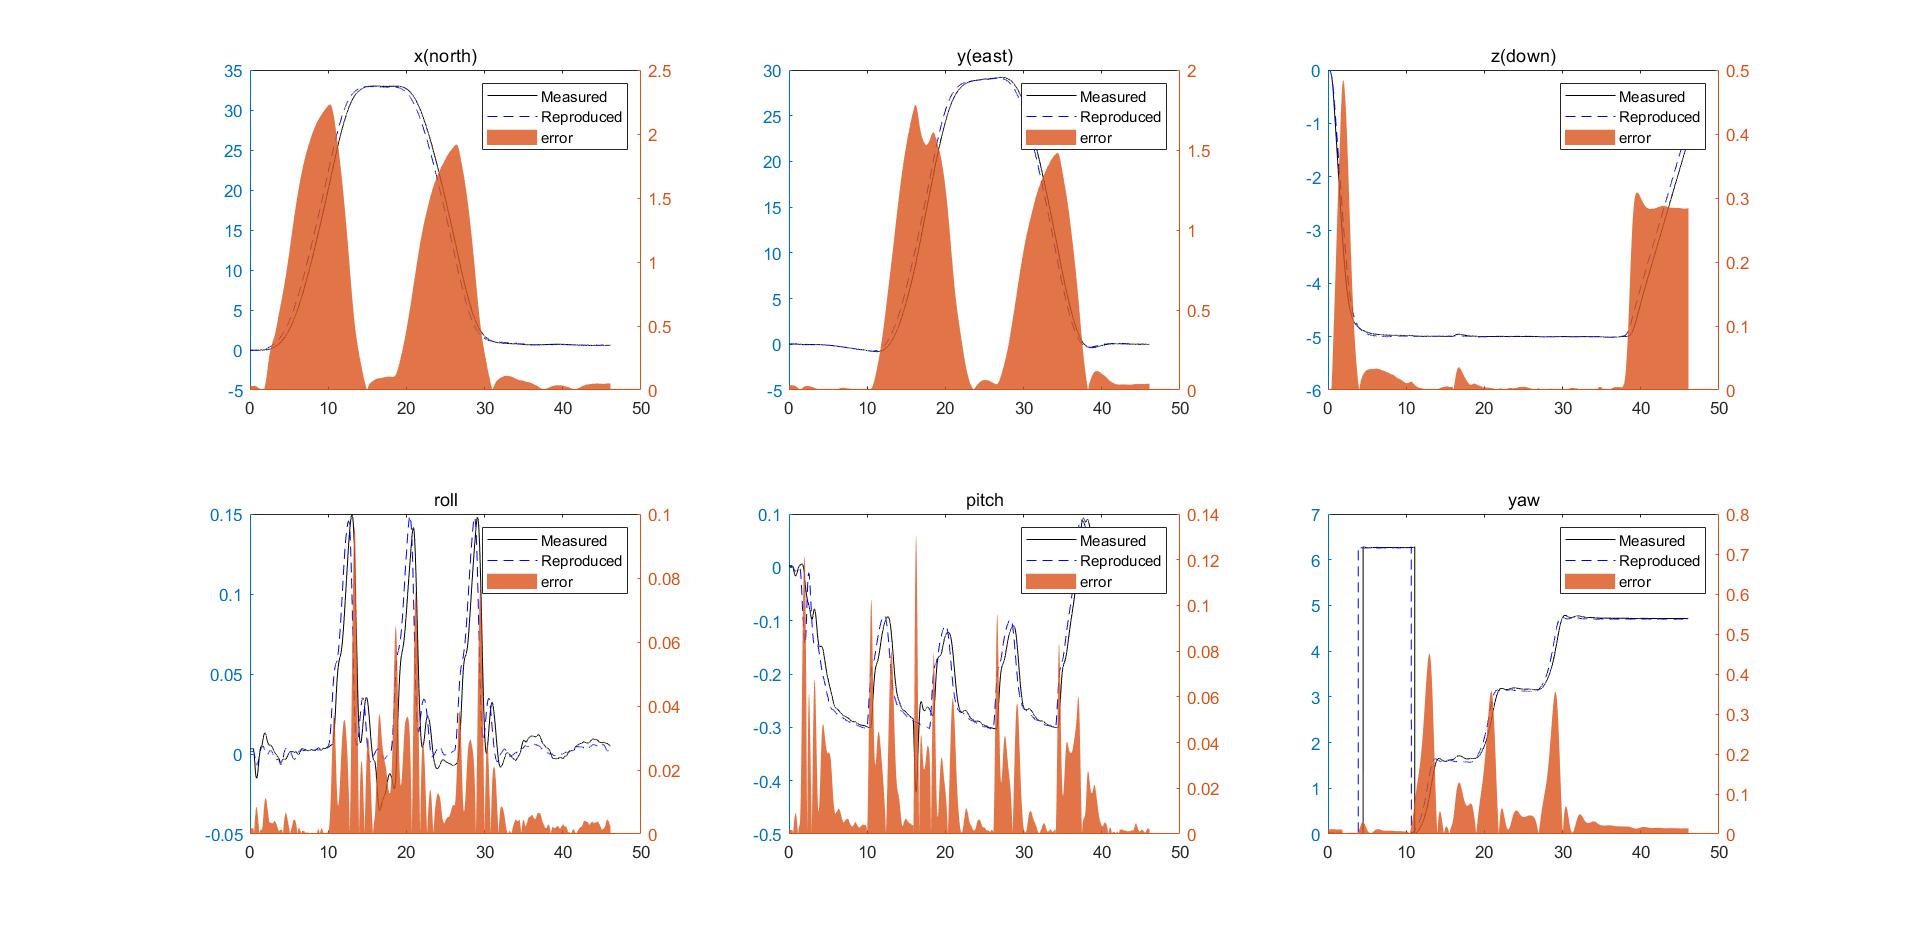 x(north)
35
30
25
20
15
10
5
0
-5
2.5
2
1.5
1
0.5
0
0 10 20 30 40 50
Measured
Reproduced
error
y(east)
30
25
20
15
10
5
0
-5
2
1.5
1
0.5
0
0 10 20 30 40 50
Measured
Reproduced
error
z(down)
0
-1
-2
-3
-4
-5
-6
0.5
0.4
0.3
0.2
0.1
0
0 10 20 30 40 50
Measured
Reproduced
error
roll
0.15
0.1
0.05
0
-0.05
0.1
0.08
0.06
0.04
0.02
0
0 10 20 30 40 50
Measured
Reproduced
error
pitch
0.1
0
-0.1
-0.2
-0.3
-0.4
-0.5
0.14
0.12
0.1
0.08
0.06
0.04
0.02
0
0 10 20 30 40 50
Measured
Reproduced
error
yaw
7
6
5
4
3
2
1
0
0.8
0.7
0.6
0.5
0.4
0.3
0.2
0.1
0
0 10 20 30 40 50
Measured
Reproduced
error